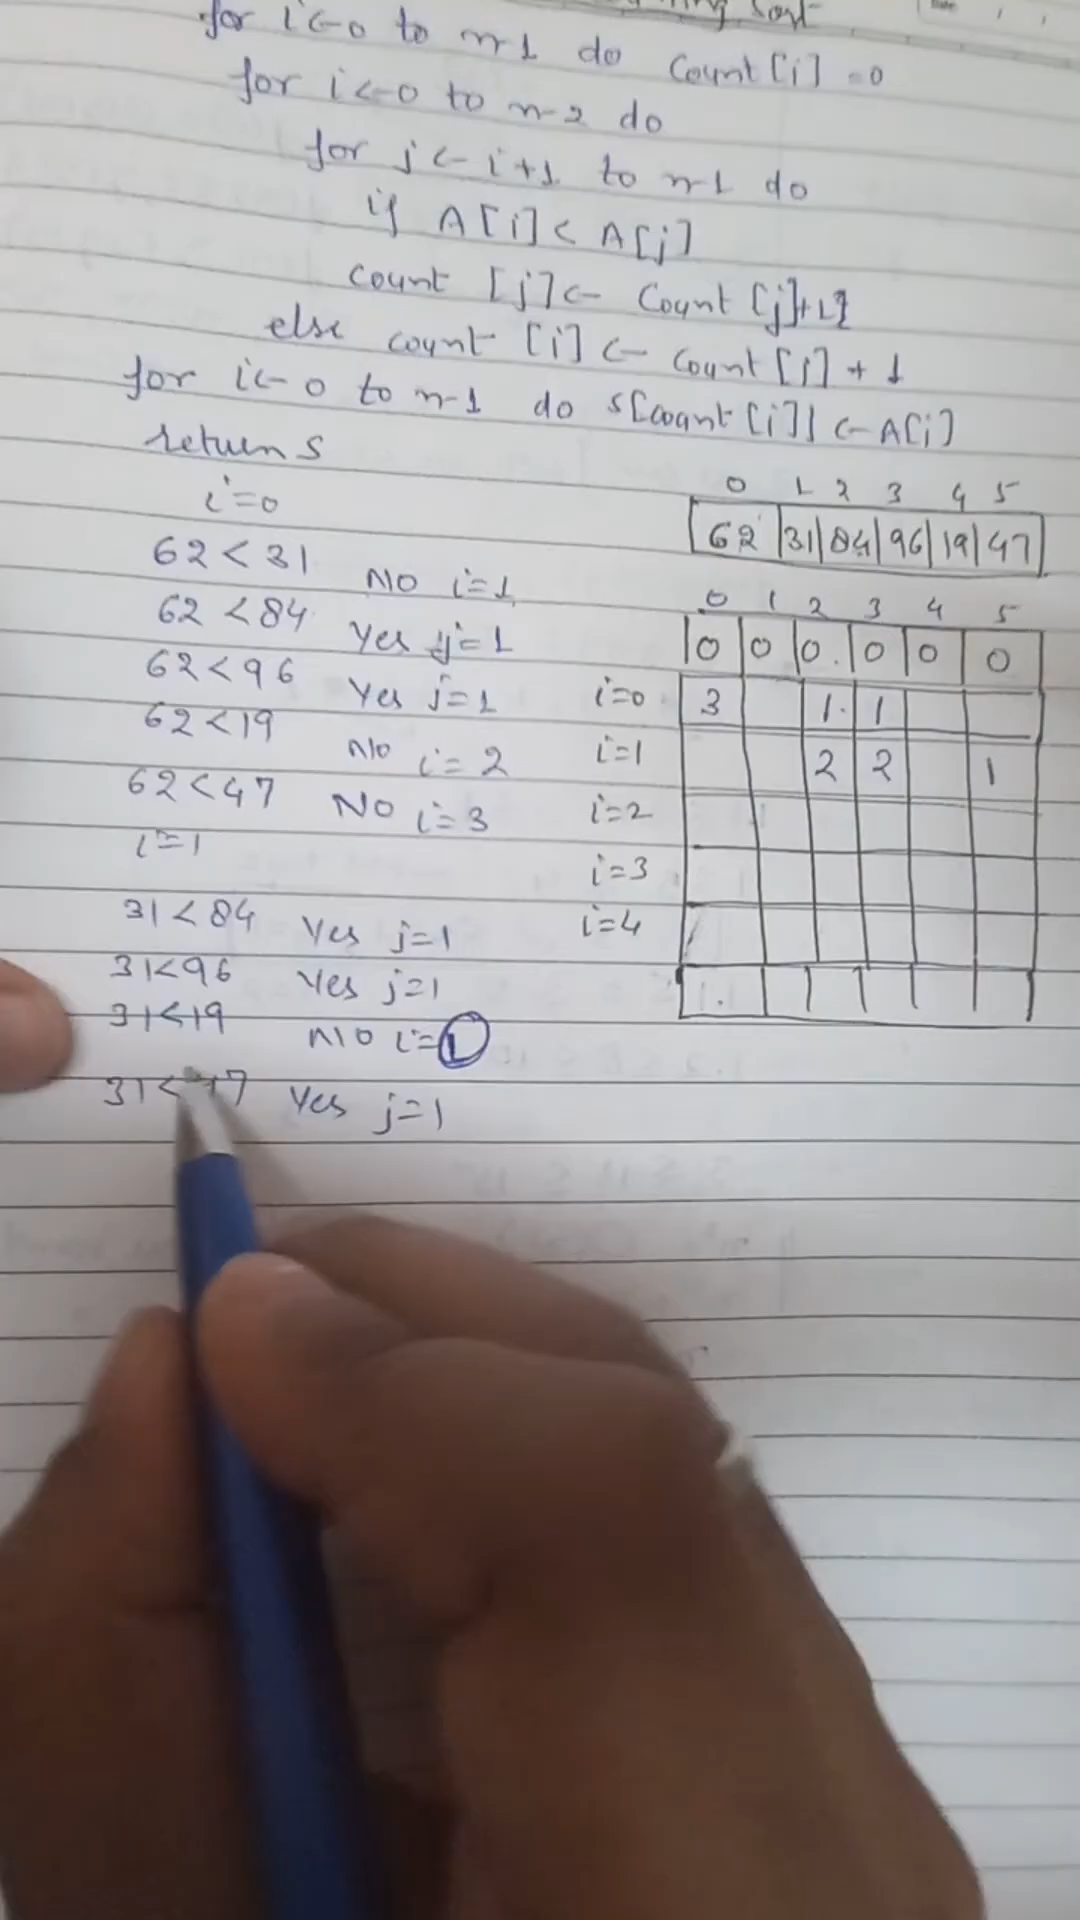 Sort
for i<-0 to n-1 do Count[i] =0
for i<-0 to n-2 do
for j<-i+1 to n-1 do
if A[i]< A[j]
count [j]<- Count [j]+1
else count [i] <- Count [i] + 1
for i<-0 to n-1 do S[count [i]] <-A[i]
return S
i=0
62 < 31 NO i=1
62 < 84 Yes j=1
62<96 Yes j=1
62<19 NO i=2
62<47 NO i=3
i=1
31<84 Yes j=1
31<96 Yes j=1
31<19 NO i=1
31<47 Yes j=1
0 1 2 3 4 5
62 31 84 96 19 47
0 1 2 3 4 5
0 0 0 0 0 0
i=0 3 1 1
i=1 2 2 1
i=2
i=3
i=4